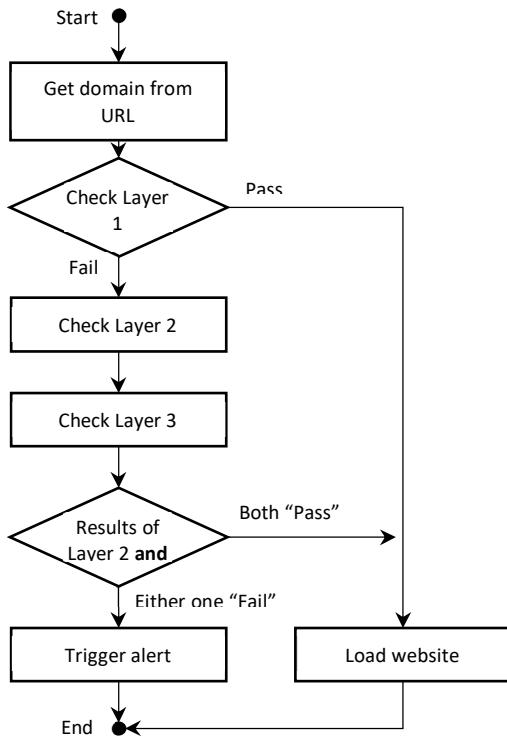 Start
Get domain from
URL
Check Layer
1
Pass
Fail
Check Layer 2
Check Layer 3
Results of
Layer 2 and
Both “Pass”
Either one “Fail”
Trigger alert
Load website
End